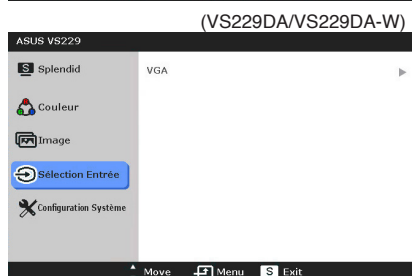 (VS229DA/VS229DA-W)
ASUS VS229
S Splendid
VGA
Couleur
Image
Sélection Entrée
Configuration Système
Move Menu S Exit